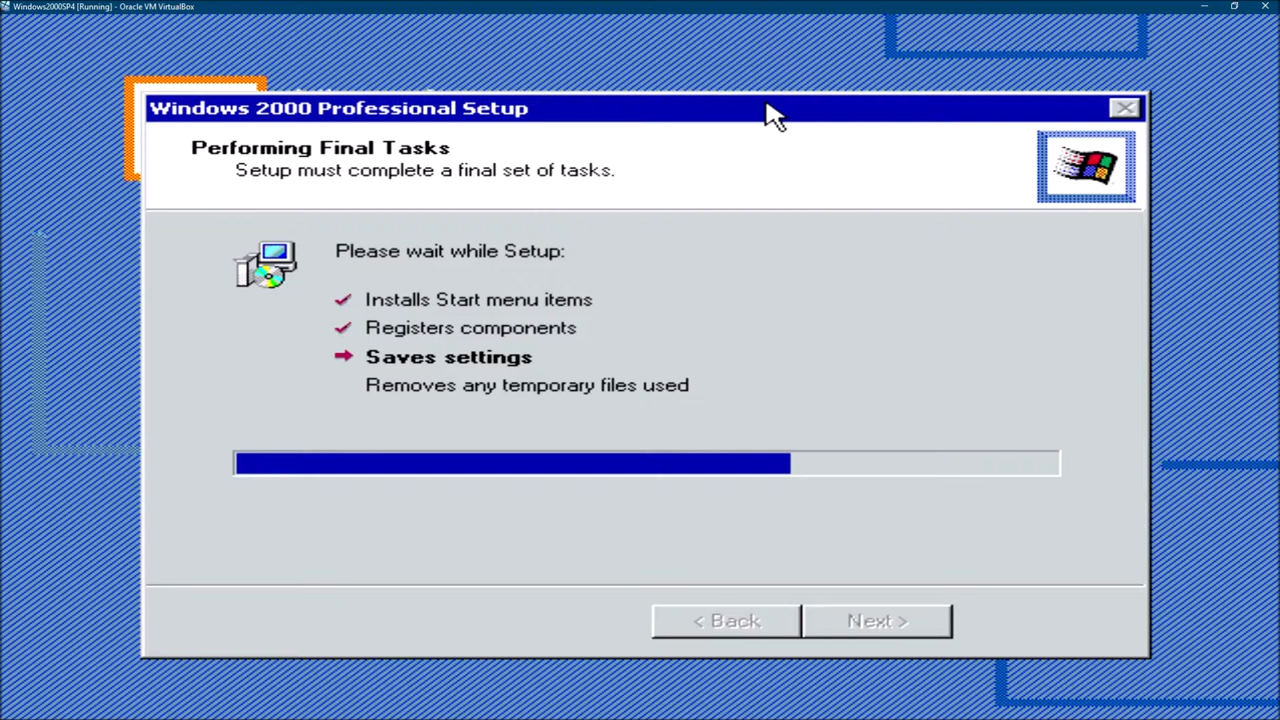 Windows2000SP4 [Running] - Oracle VM VirtualBox
Windows 2000 Professional Setup
Performing Final Tasks
Setup must complete a final set of tasks.
Please wait while Setup:
Installs Start menu items
Registers components
Saves settings
Removes any temporary files used
< Back
Next >